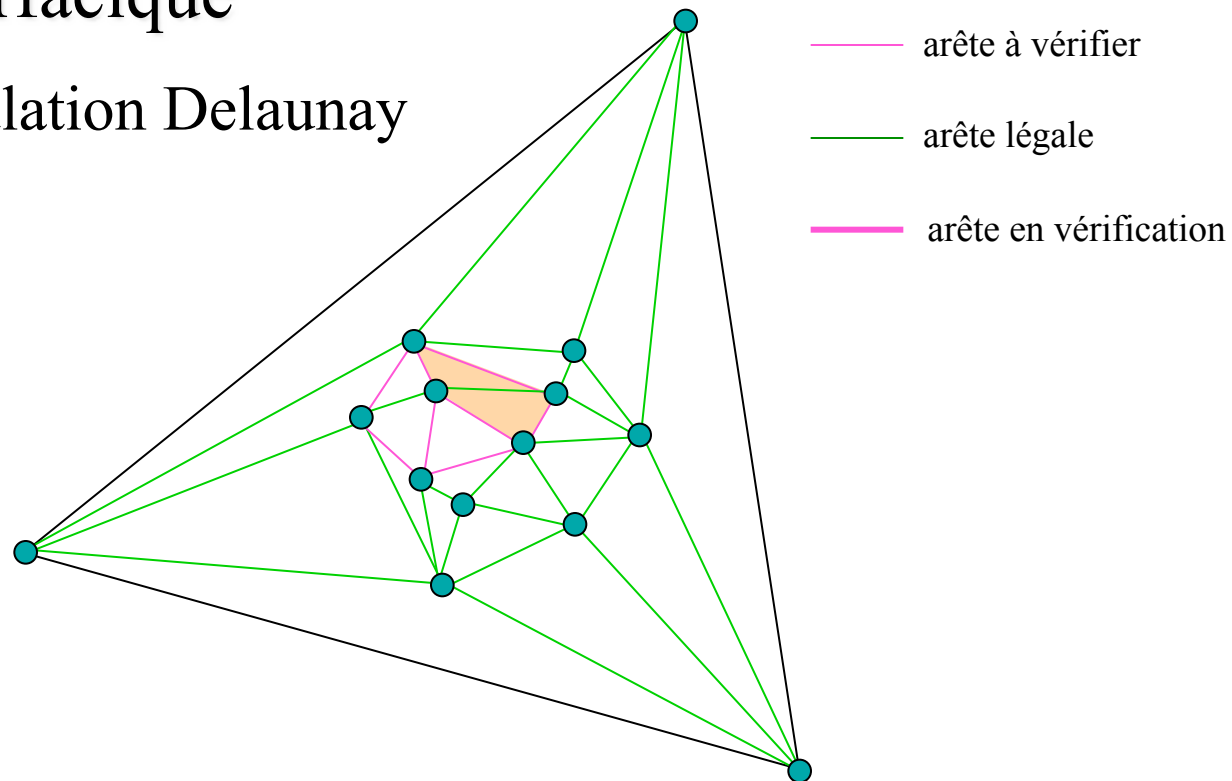 lation Delaunay
arête à vérifier
arête légale
arête en vérification